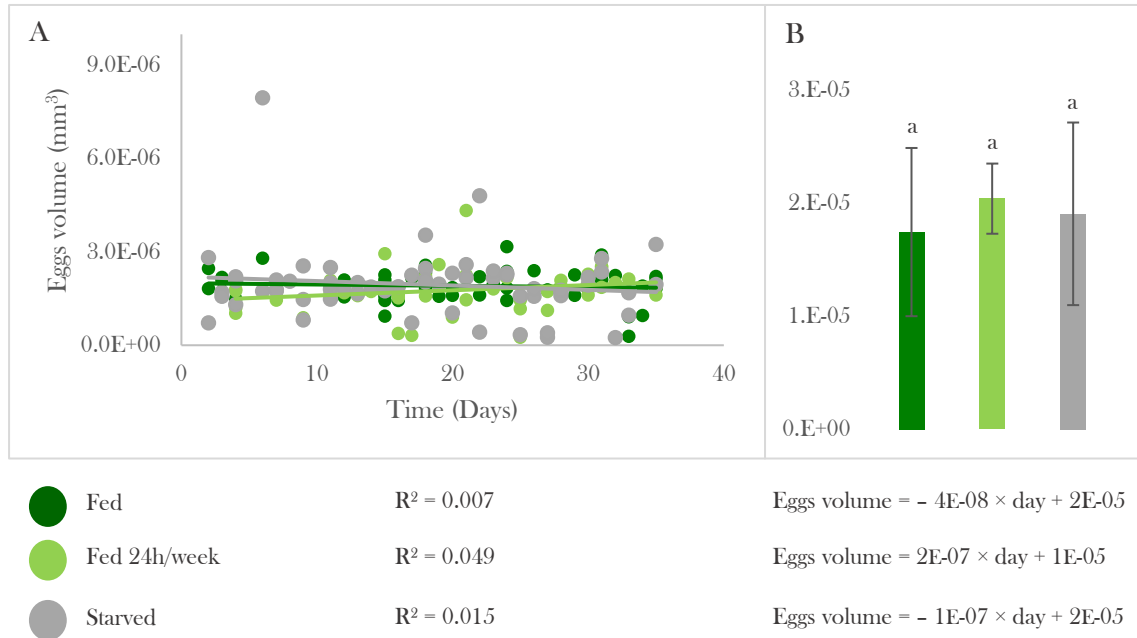 A
Eggs volume (mm³)
9.0E-06
6.0E-06
3.0E-06
0.0E+00
0 10 20 30 40
Time (Days)
B
3.E-05
2.E-05
1.E-05
0.E+00
a a a
Fed R² = 0.007 Eggs volume = – 4E-08 × day + 2E-05
Fed 24h/week R² = 0.049 Eggs volume = 2E-07 × day + 1E-05
Starved R² = 0.015 Eggs volume = – 1E-07 × day + 2E-05